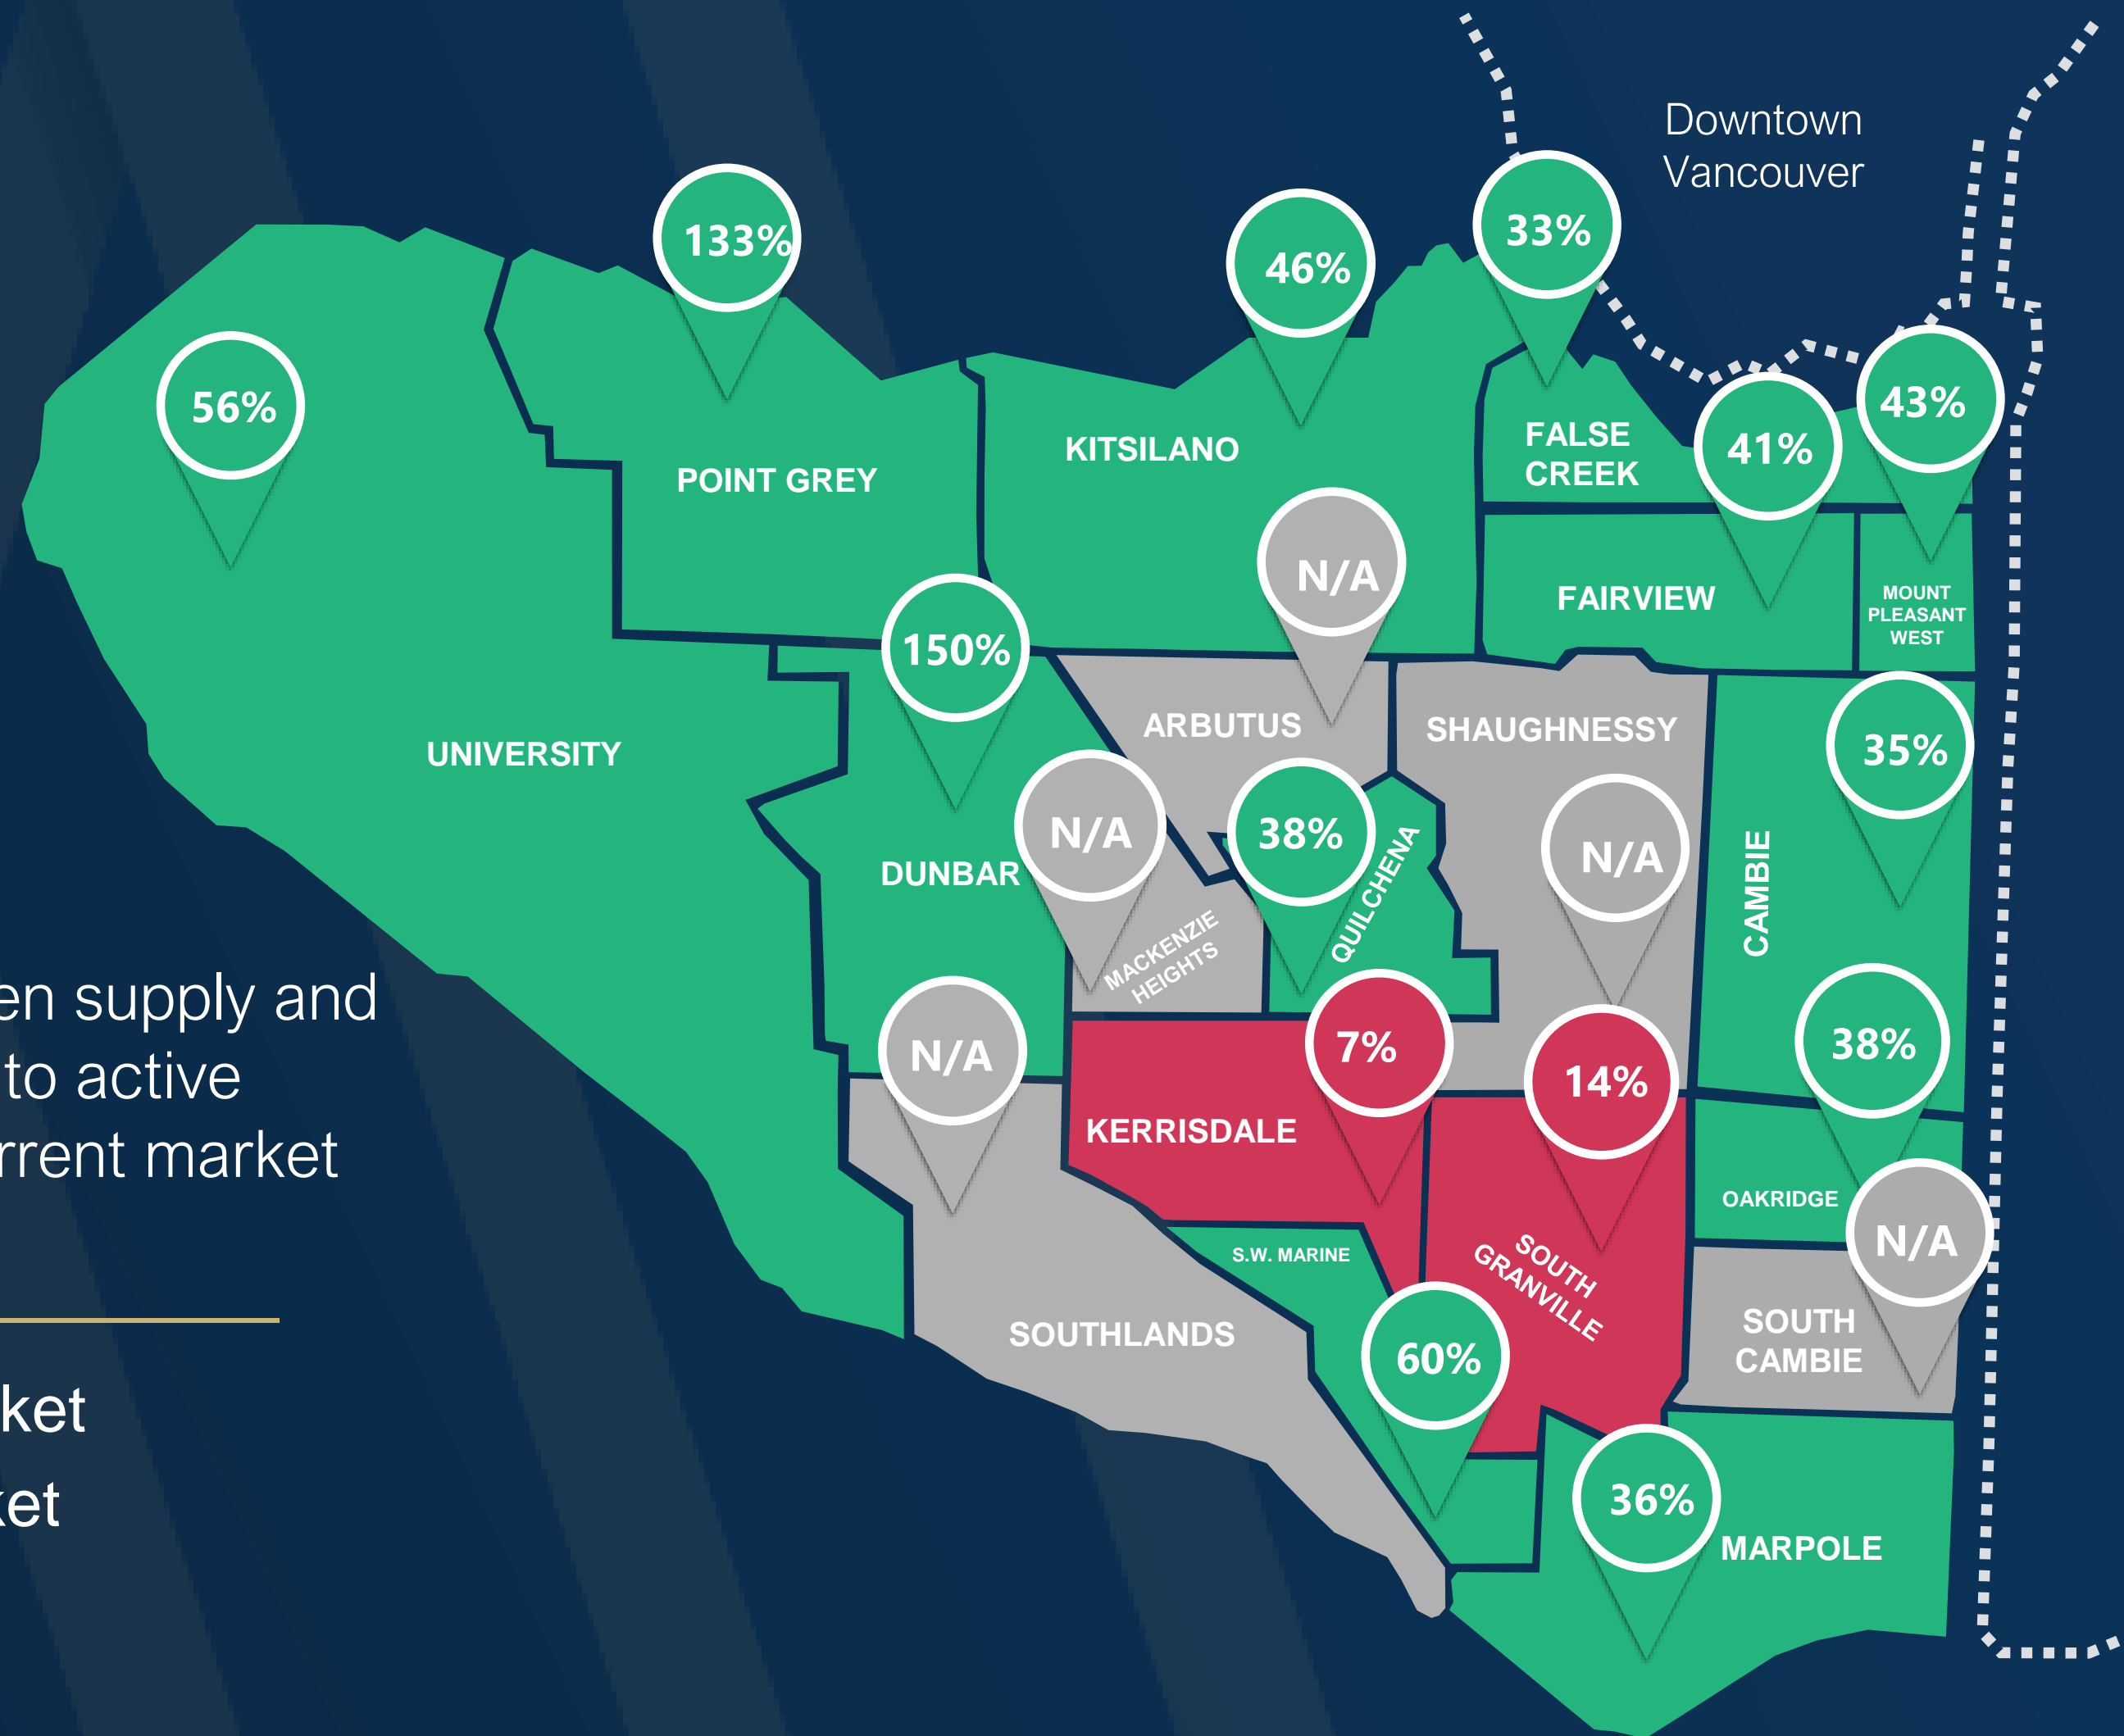 Downtown
Vancouver
133%
46%
33%
56%
41%
43%
KITSILANO
FALSE
CREEK
POINT GREY
N/A
FAIRVIEW
MOUNT
PLEASANT
WEST
150%
UNIVERSITY
ARBUTUS
SHAUGHNESSY
35%
N/A
38%
N/A
DUNBAR
QUILCHENA
CAMBIE
MACKENZIE
HEIGHTS
en supply and
to active
rrent market
N/A
7%
14%
38%
KERRISDALE
OAKRIDGE
N/A
S.W. MARINE
SOUTH
GRANVILLE
SOUTHLANDS
60%
SOUTH
CAMBIE
ket
ket
36%
MARPOLE